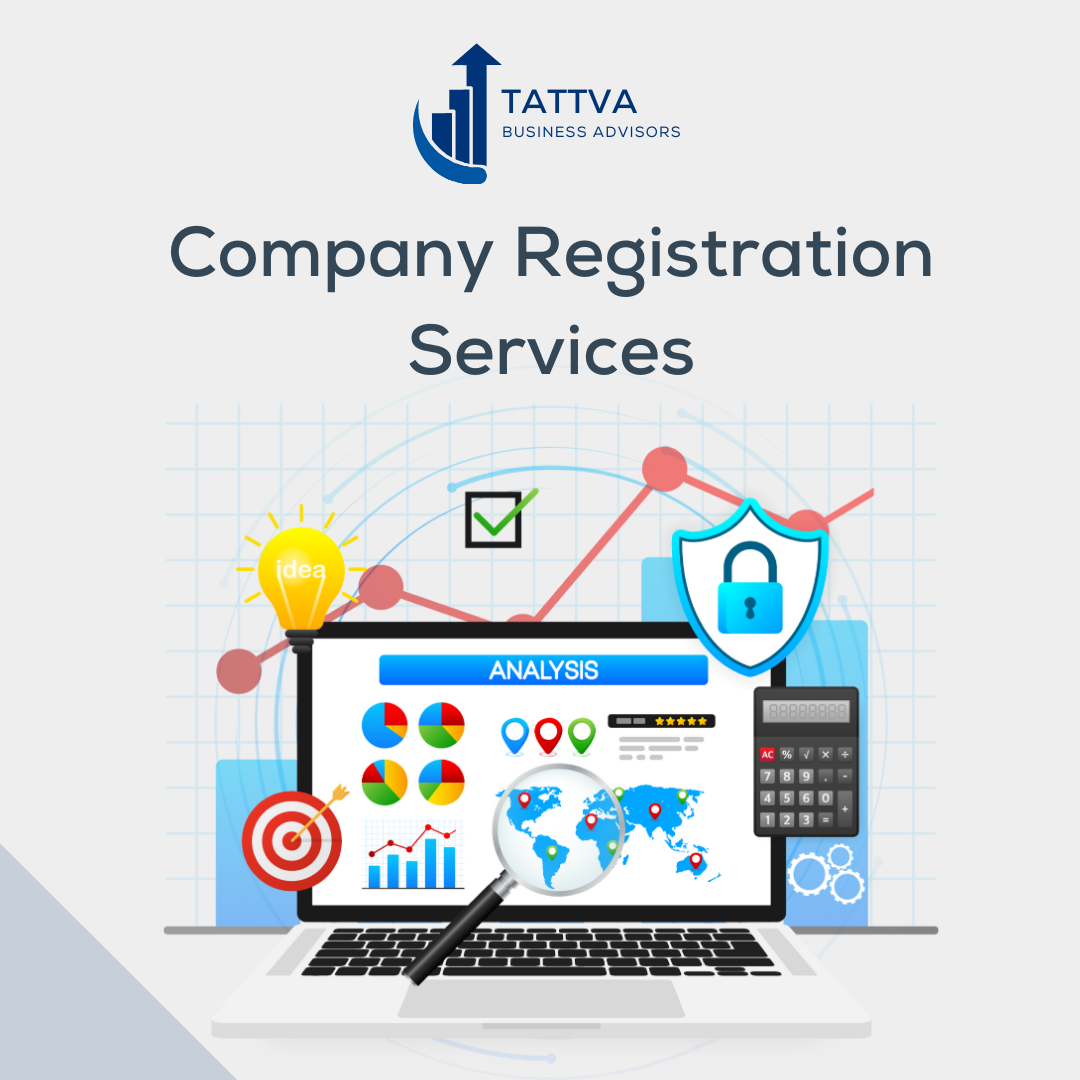 TATTVA
BUSINESS ADVISORS
Company Registration
Services
idea
ANALYSIS
AC % √ × ÷
7 8 9 . -
4 5 6 0 +
1 2 3 =